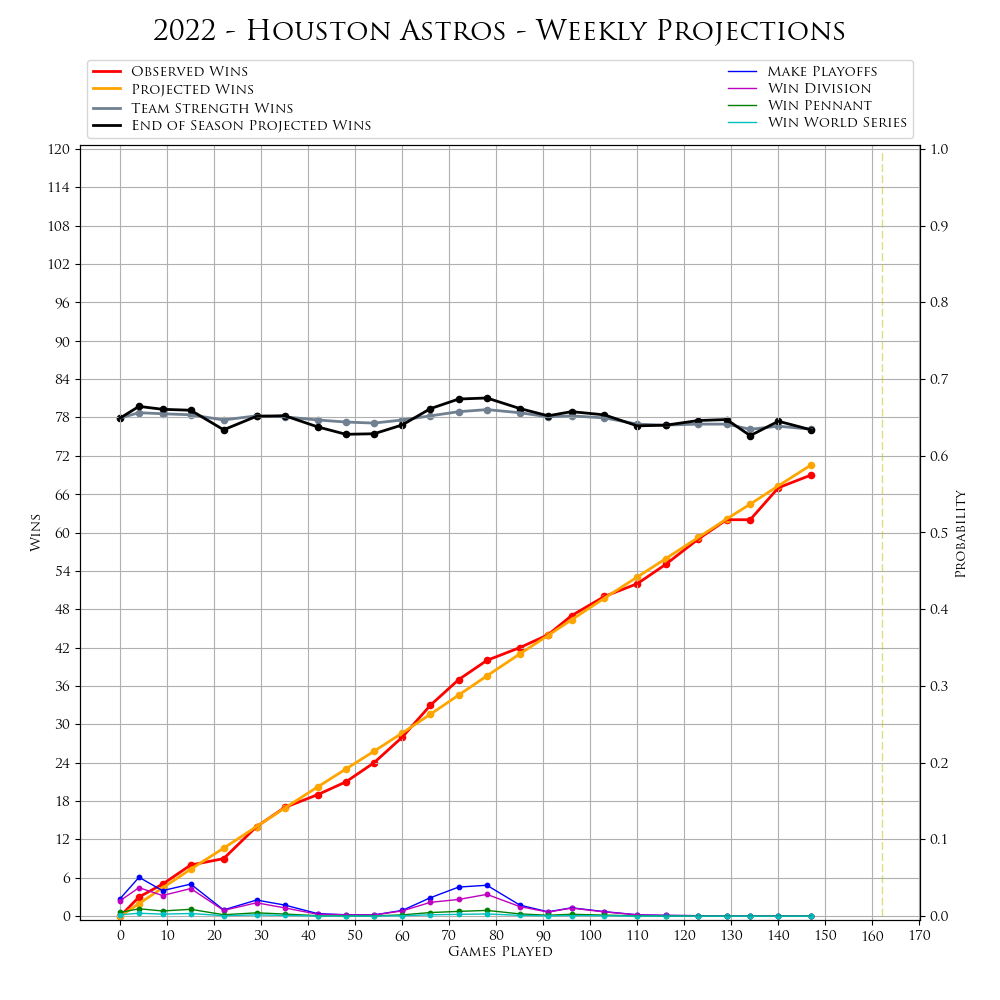 2022 - Houston Astros - Weekly Projections
Observed Wins
Projected Wins
Team Strength Wins
End of Season Projected Wins
Make Playoffs
Win Division
Win Pennant
Win World Series
120
114
108
102
96
90
84
78
72
66
60
54
48
42
36
30
24
18
12
6
0
Wins
1.0
0.9
0.8
0.7
0.6
0.5
0.4
0.3
0.2
0.1
0.0
Probability
0 10 20 30 40 50 60 70 80 90 100 110 120 130 140 150 160 170
Games Played